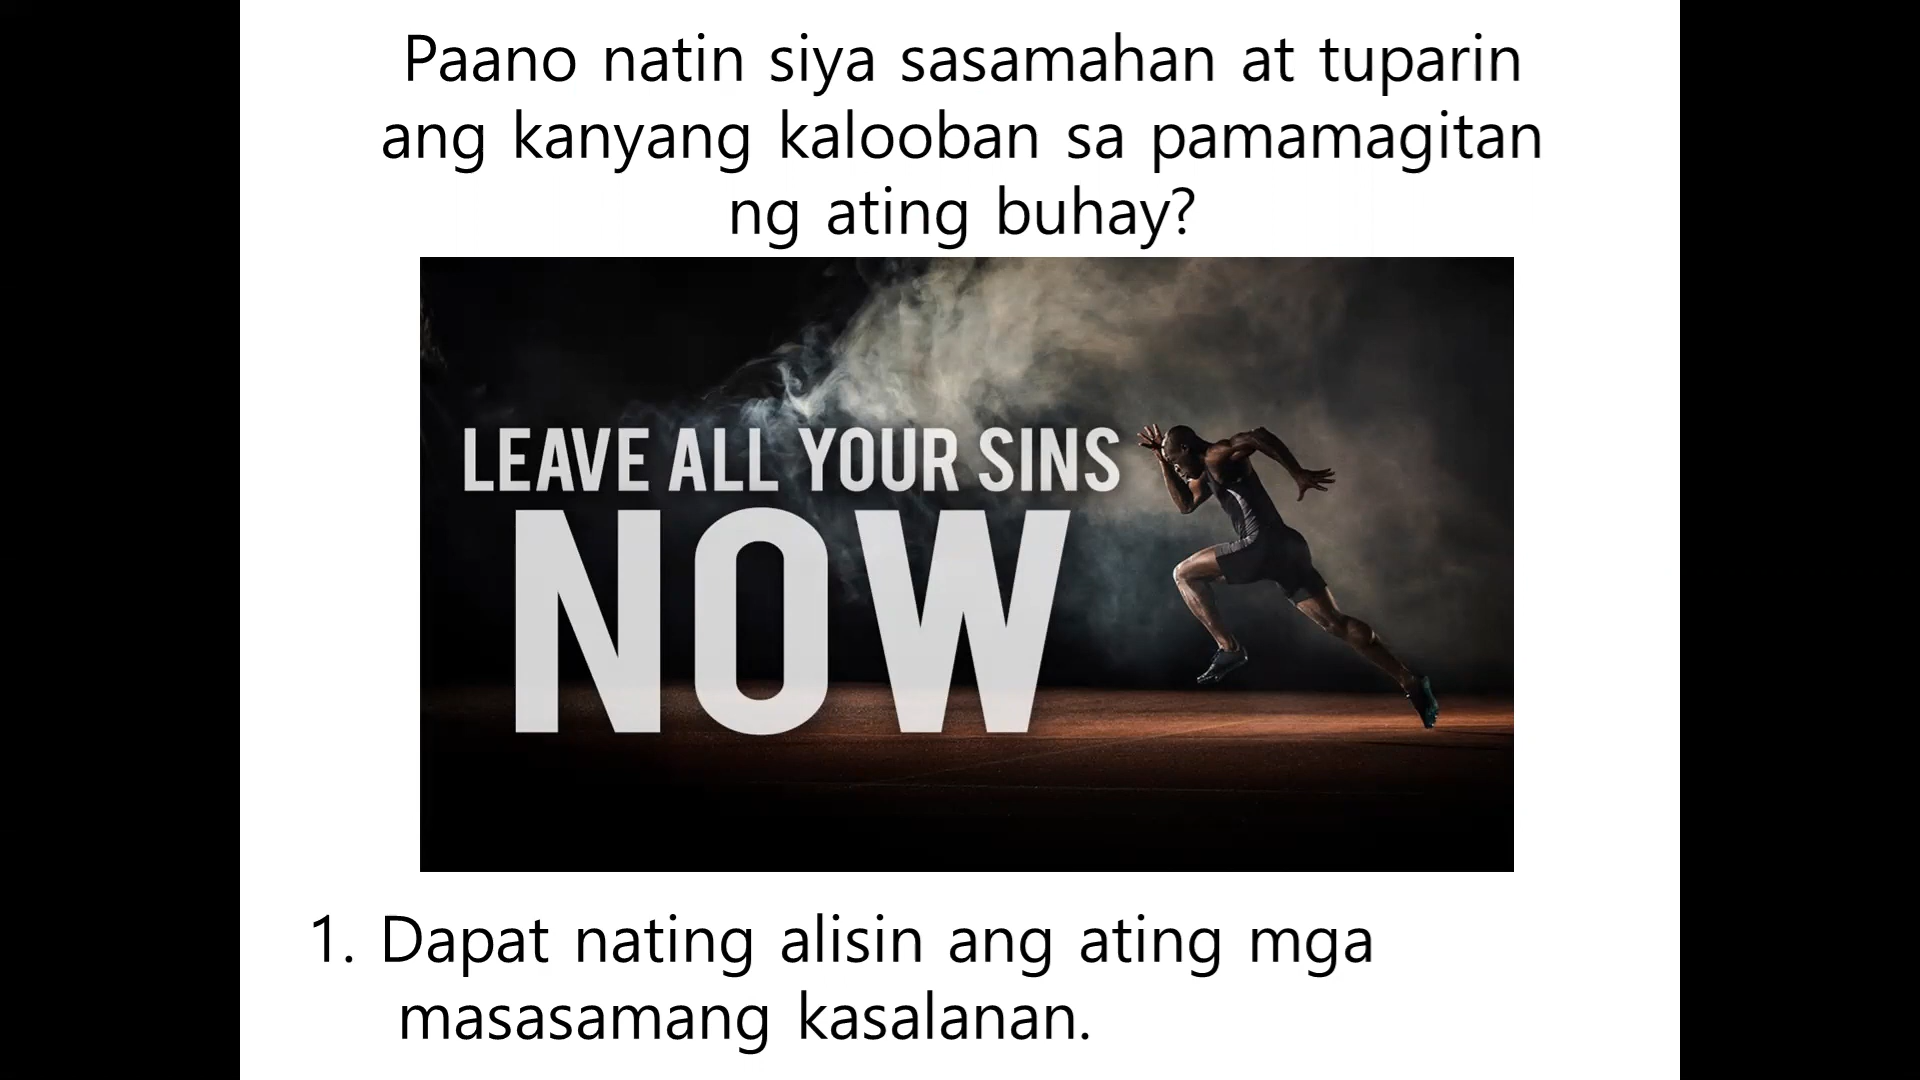 Paano natin siya sasamahan at tuparin
ang kanyang kalooban sa pamamagitan
ng ating buhay?
LEAVE ALL YOUR SINS
NOW
1. Dapat nating alisin ang ating mga
masasamang kasalanan.